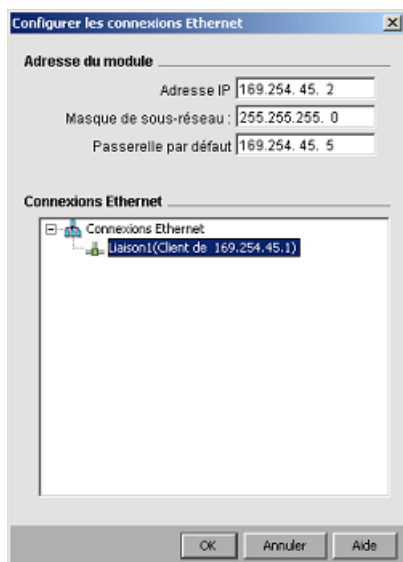 Configurer les connexions Ethernet
Adresse du module
Adresse IP 169.254. 45. 2
Masque de sous-réseau : 255.255.255. 0
Passerelle par défaut 169.254. 45. 5
Connexions Ethernet
Connexions Ethernet
Liaison1(Client de 169.254.45.1)
OK Annuler Aide